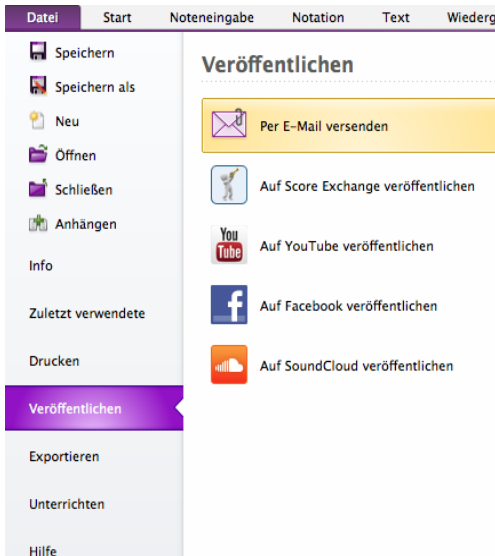 Datei Start Noteneingabe Notation Text Wiederg
Speichern
Speichern als
Neu
Öffnen
Schließen
Anhängen
Info
Zuletzt verwendete
Drucken
Veröffentlichen
Exportieren
Unterrichten
Hilfe
Veröffentlichen
Per E-Mail versenden
Auf Score Exchange veröffentlichen
You
Tube
Auf YouTube veröffentlichen
f
Auf Facebook veröffentlichen
Auf SoundCloud veröffentlichen